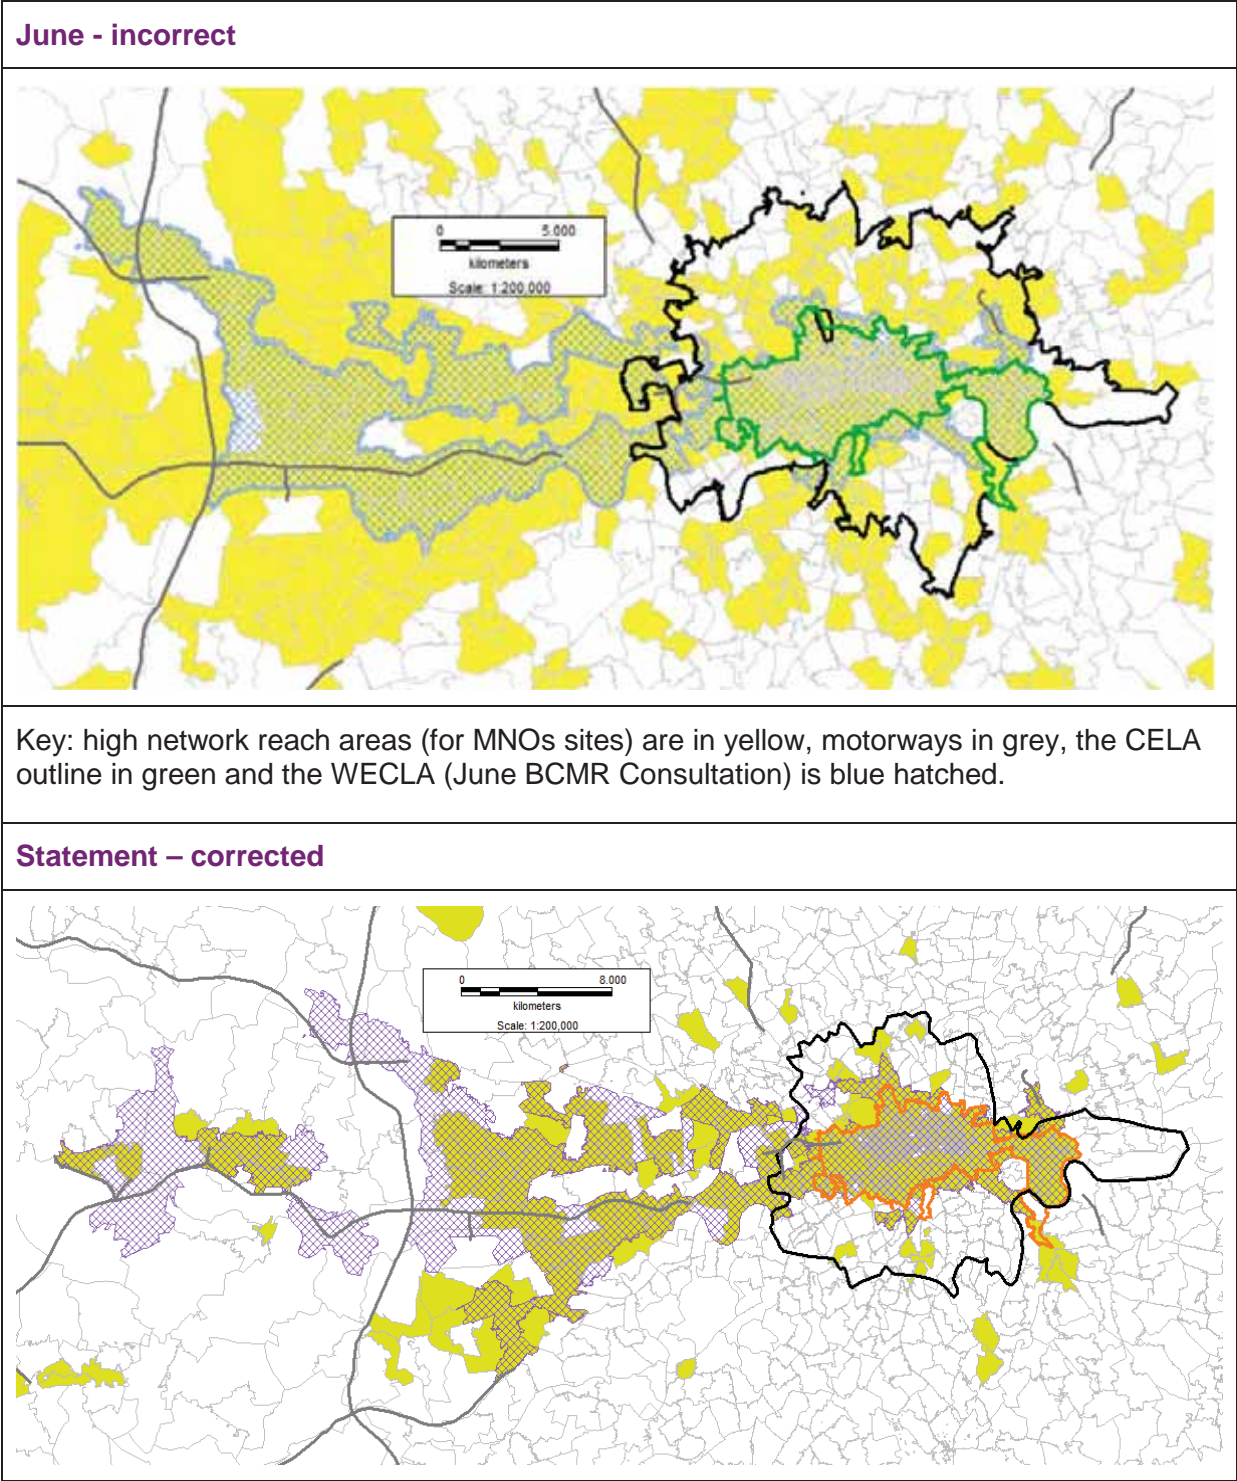 June - incorrect
0 5.000
kilometers
Scale: 1:200,000
Key: high network reach areas (for MNOs sites) are in yellow, motorways in grey, the CELA
outline in green and the WECLA (June BCMR Consultation) is blue hatched.
Statement – corrected
0 8.000
kilometers
Scale: 1:200,000